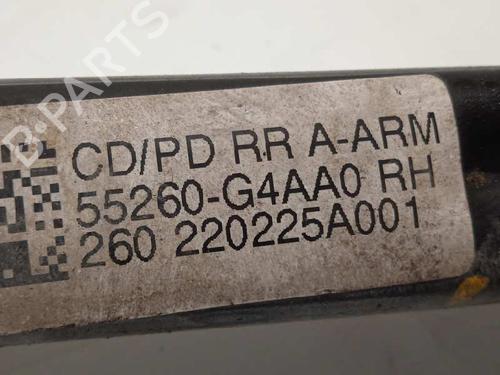 B-PARTS
CD/PD RR A-ARM
55260-G4AA0 RH
260 220225A001